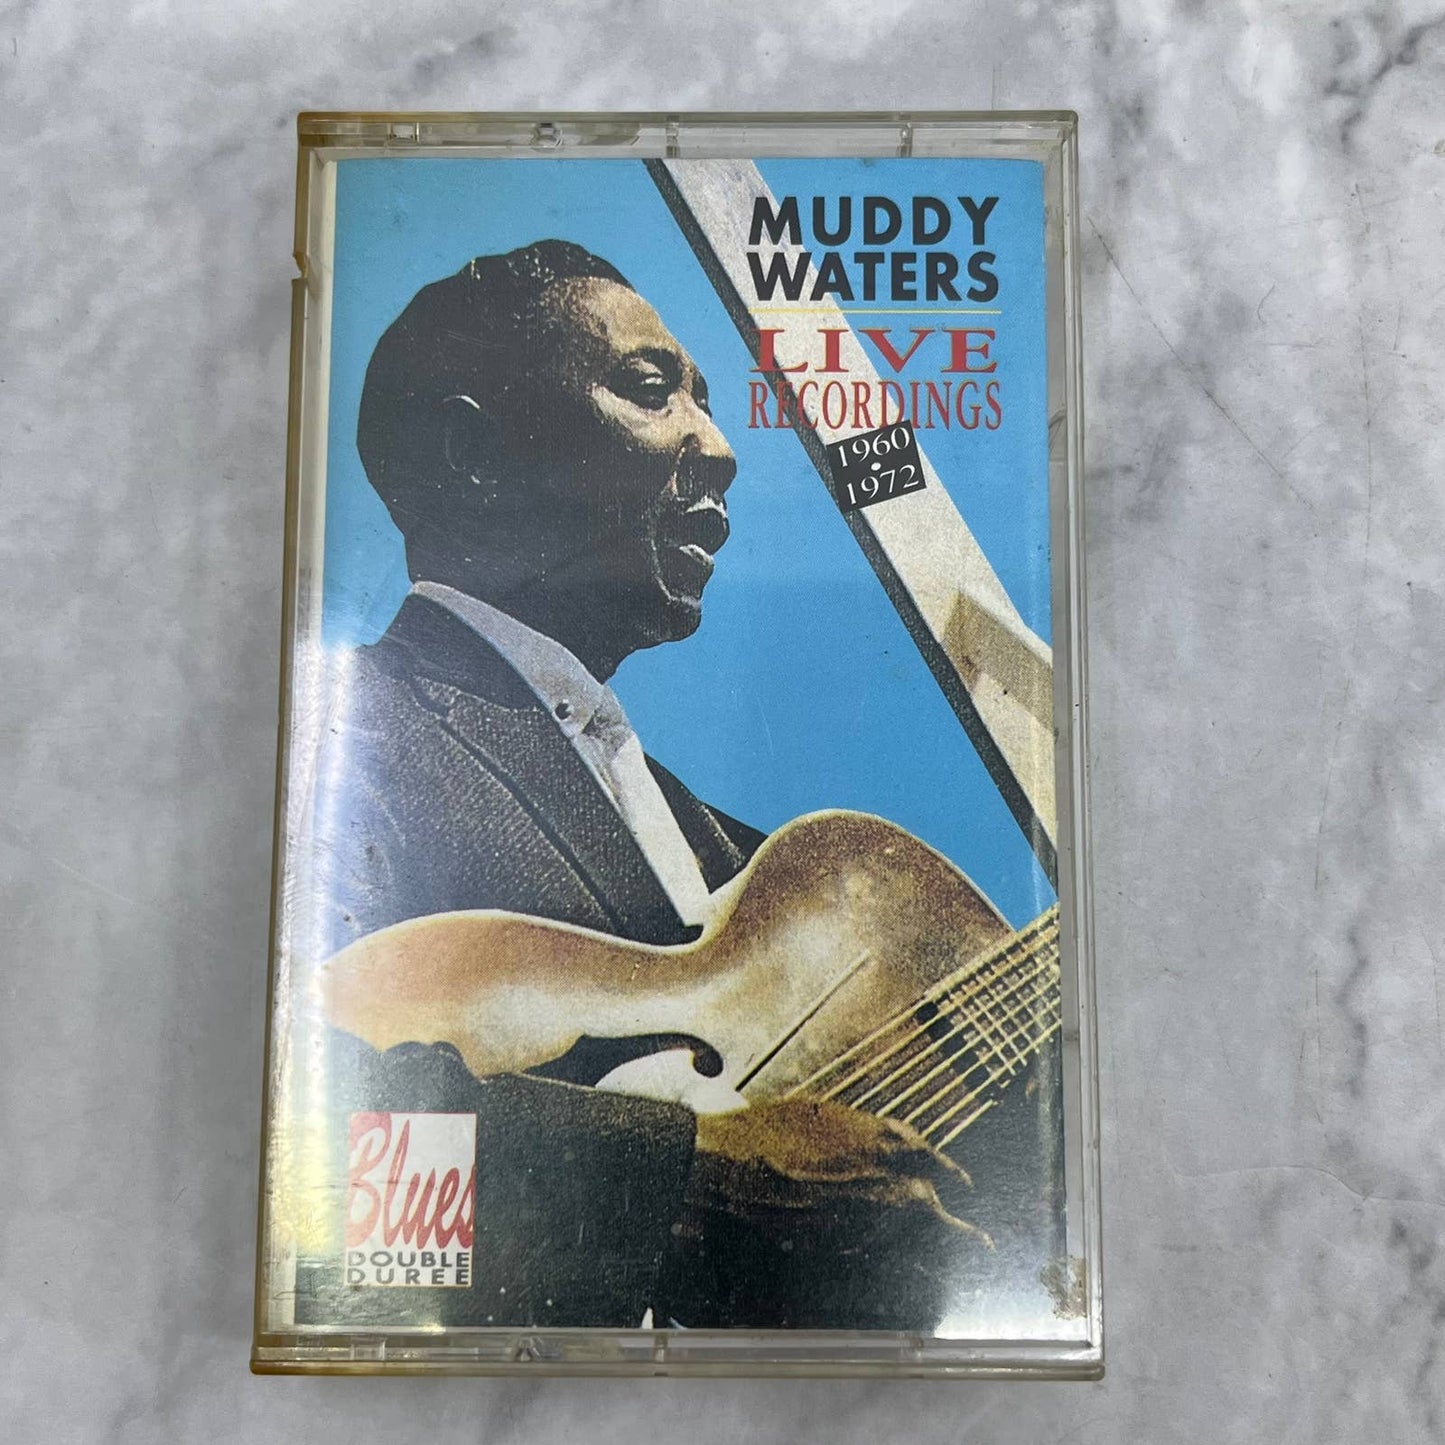 MUDDY
WATERS
LIVE
RECORDINGS
1960
•
1972
Blues
DOUBLE
DUREE